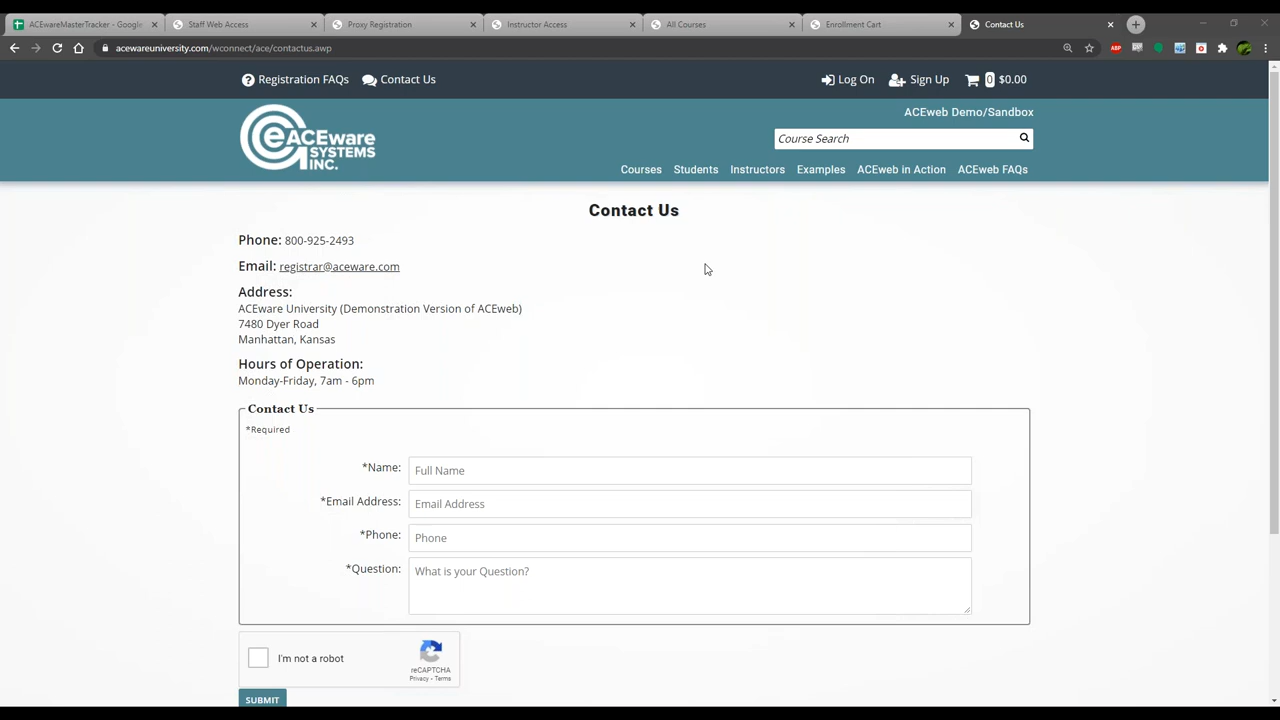 ACEwareMasterTracker - Google
Staff Web Access
Proxy Registration
Instructor Access
All Courses
Enrollment Cart
Contact Us
acewareuniversity.com/wconnect/ace/contactus.awp
ABP
Registration FAQs
Contact Us
Log On
Sign Up
0 $0.00
ACEware
SYSTEMS
INC.
ACEweb Demo/Sandbox
Course Search
Courses
Students
Instructors
Examples
ACEweb in Action
ACEweb FAQs
Contact Us
Phone: 800-925-2493
Email: registrar@aceware.com
Address:
ACEware University (Demonstration Version of ACEweb)
7480 Dyer Road
Manhattan, Kansas
Hours of Operation:
Monday-Friday, 7am - 6pm
Contact Us
*Required
*Name: Full Name
*Email Address: Email Address
*Phone: Phone
*Question: What is your Question?
I'm not a robot
reCAPTCHA
Privacy - Terms
SUBMIT